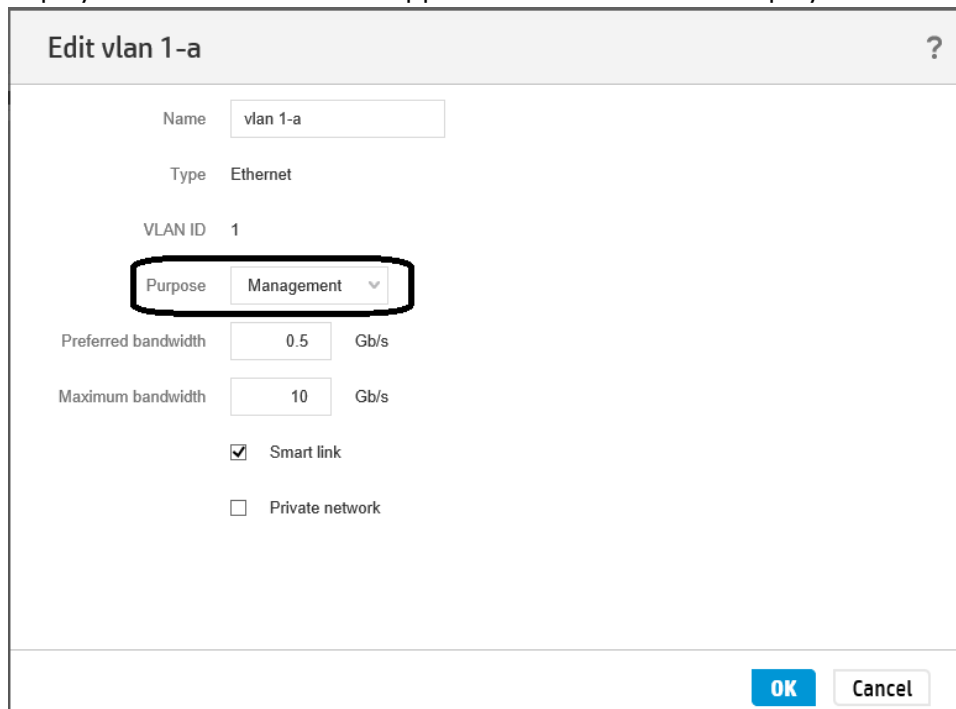 Edit vlan 1-a ?
Name vlan 1-a
Type Ethernet
VLAN ID 1
Purpose Management
Preferred bandwidth 0.5 Gb/s
Maximum bandwidth 10 Gb/s
Smart link
Private network
OK Cancel